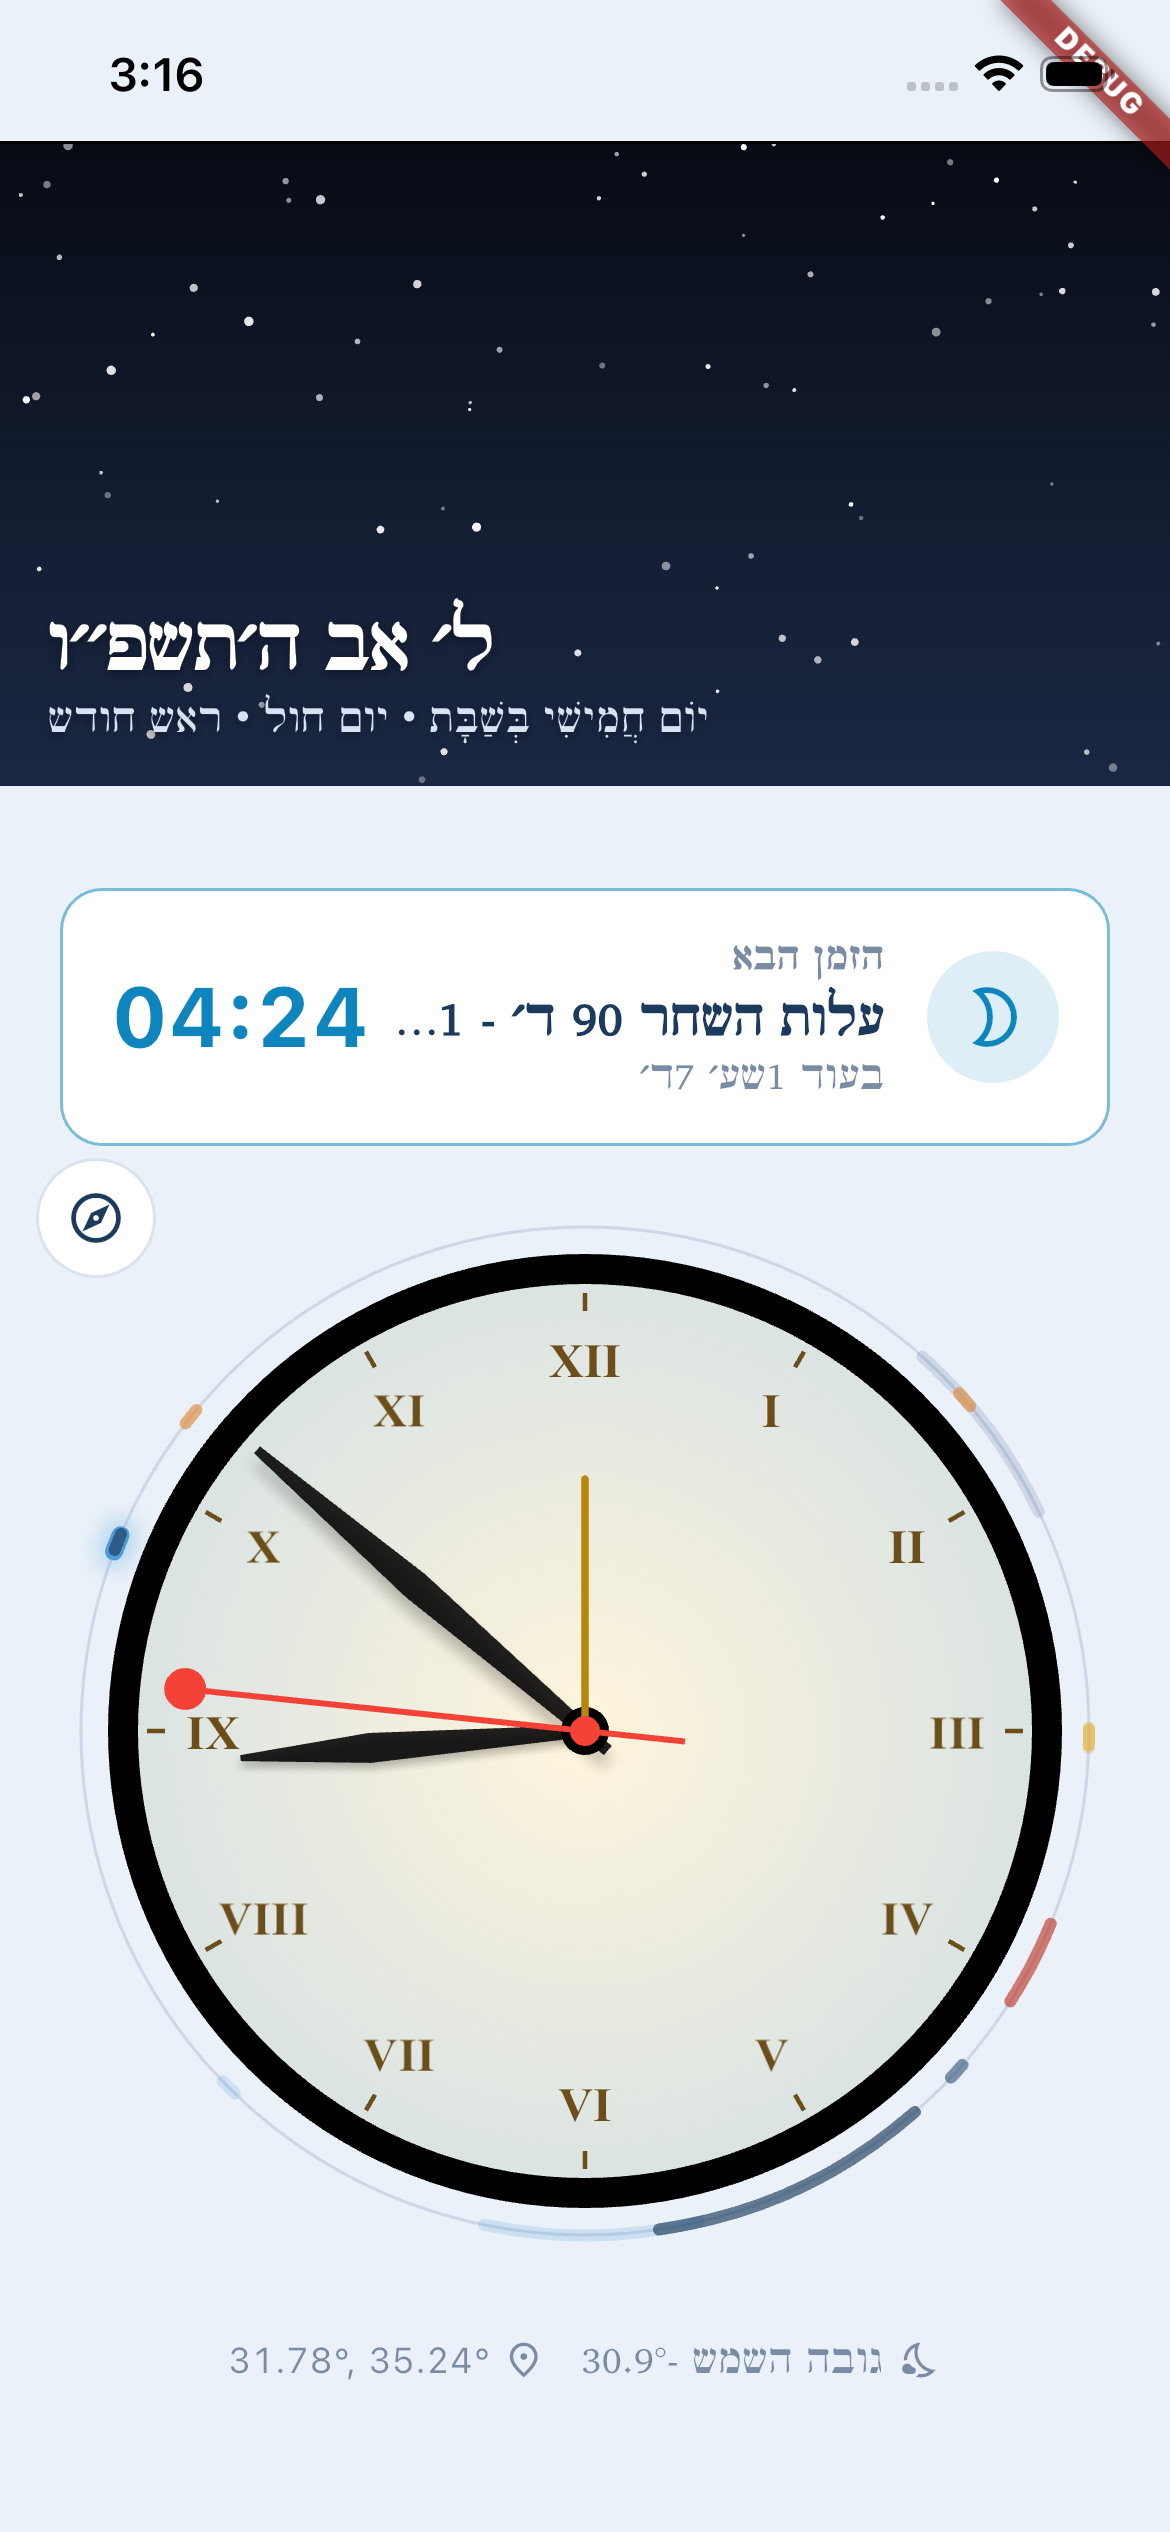 3:16
DEBUG
ל׳ אב ה׳תשפ״ו
יוֹם חֲמִישִׁי בְּשַׁבָּת • יום חול • ראש חודש
הזמן הבא
עלות השחר 90 ד׳ - 1...
04:24
בעוד 1שע׳ 7ד׳
XII
XI
I
X
II
IX
III
VIII
IV
VII
V
VI
גובה השמש -30.9°
31.78°, 35.24°